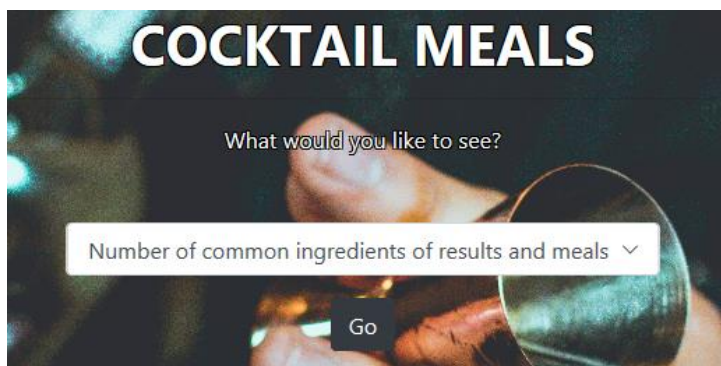 COCKTAIL MEALS
What would you like to see?
Number of common ingredients of results and meals
Go